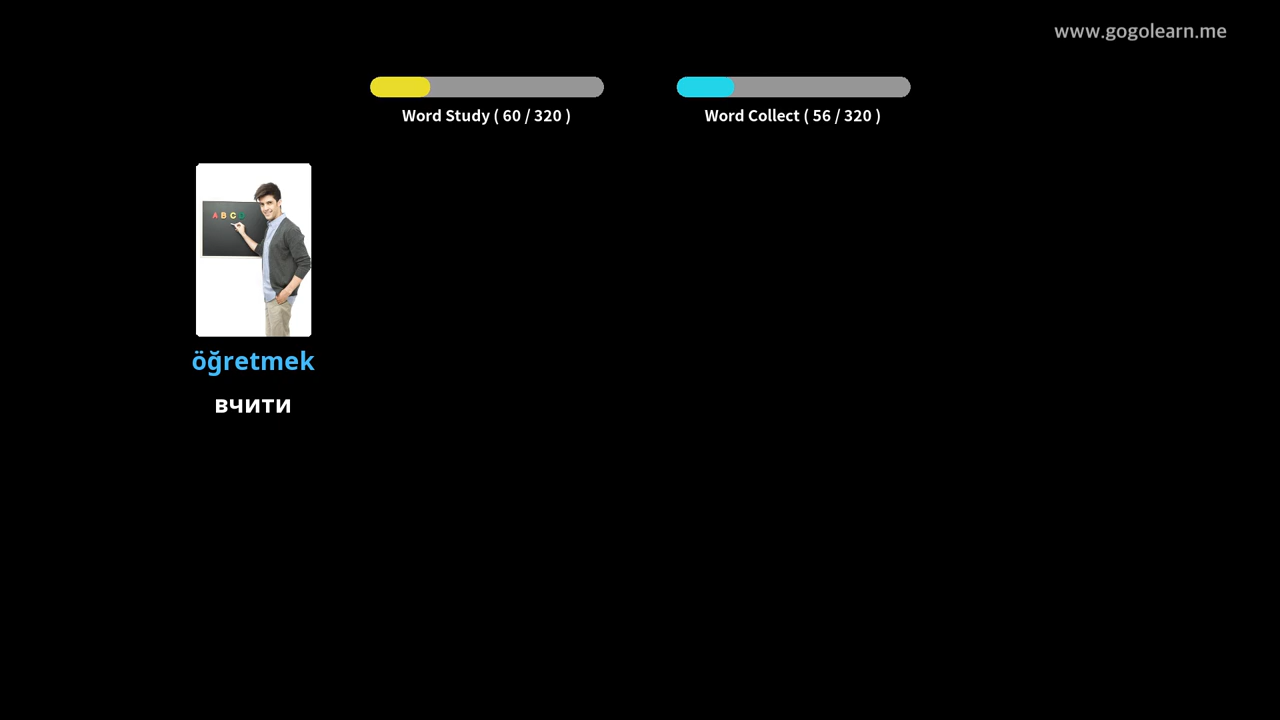 www.gogolearn.me
Word Study ( 60 / 320 )
Word Collect ( 56 / 320 )
A B C D
öğretmek
вчити